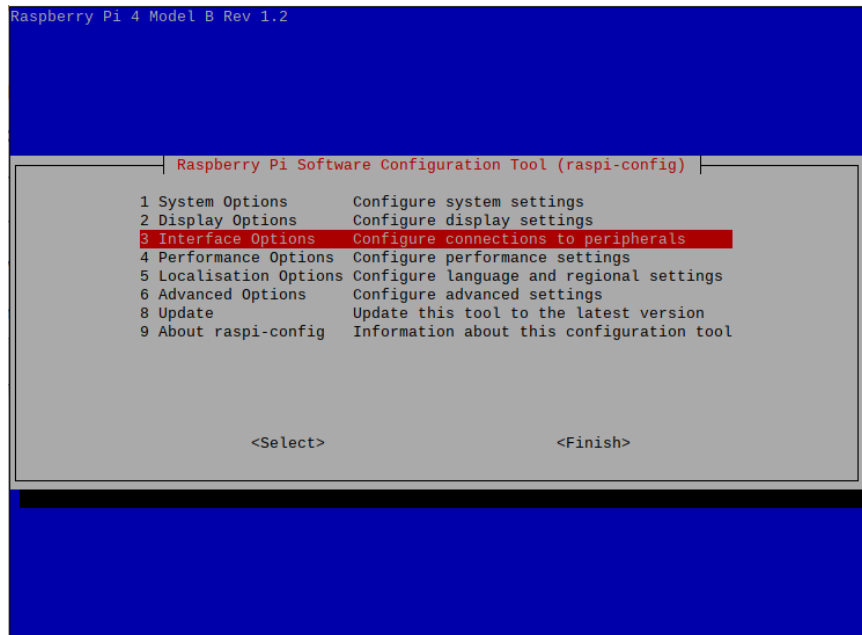 Raspberry Pi 4 Model B Rev 1.2
Raspberry Pi Software Configuration Tool (raspi-config)
1 System Options Configure system settings
2 Display Options Configure display settings
3 Interface Options Configure connections to peripherals
4 Performance Options Configure performance settings
5 Localisation Options Configure language and regional settings
6 Advanced Options Configure advanced settings
8 Update Update this tool to the latest version
9 About raspi-config Information about this configuration tool
<Select> <Finish>